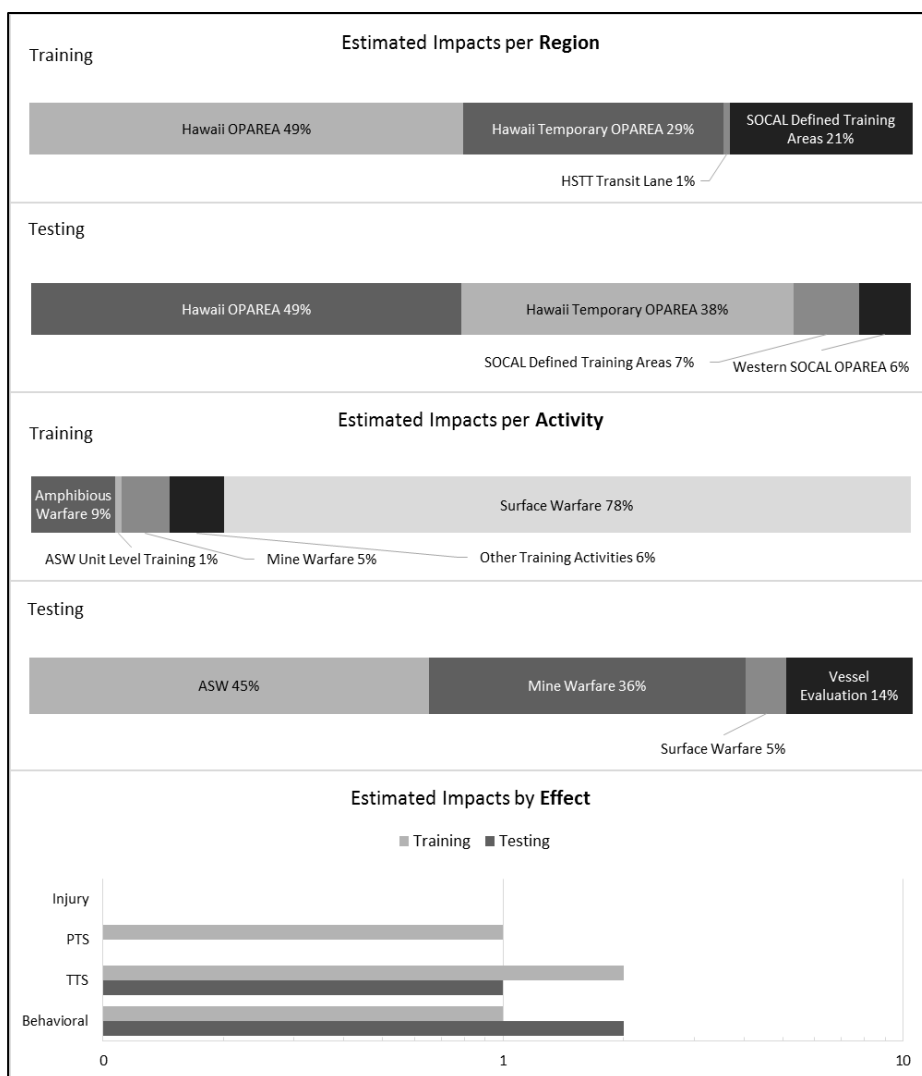 Estimated Impacts per Region
Training
Hawaii OPAREA 49%
Hawaii Temporary OPAREA 29%
SOCAL Defined Training
Areas 21%
HSTT Transit Lane 1%
Testing
Hawaii OPAREA 49%
Hawaii Temporary OPAREA 38%
SOCAL Defined Training Areas 7%
Western SOCAL OPAREA 6%
Estimated Impacts per Activity
Training
Amphibious
Warfare 9%
Surface Warfare 78%
ASW Unit Level Training 1%
Mine Warfare 5%
Other Training Activities 6%
Testing
ASW 45%
Mine Warfare 36%
Vessel
Evaluation 14%
Surface Warfare 5%
Estimated Impacts by Effect
Training
Testing
Injury
PTS
TTS
Behavioral
0
1
10